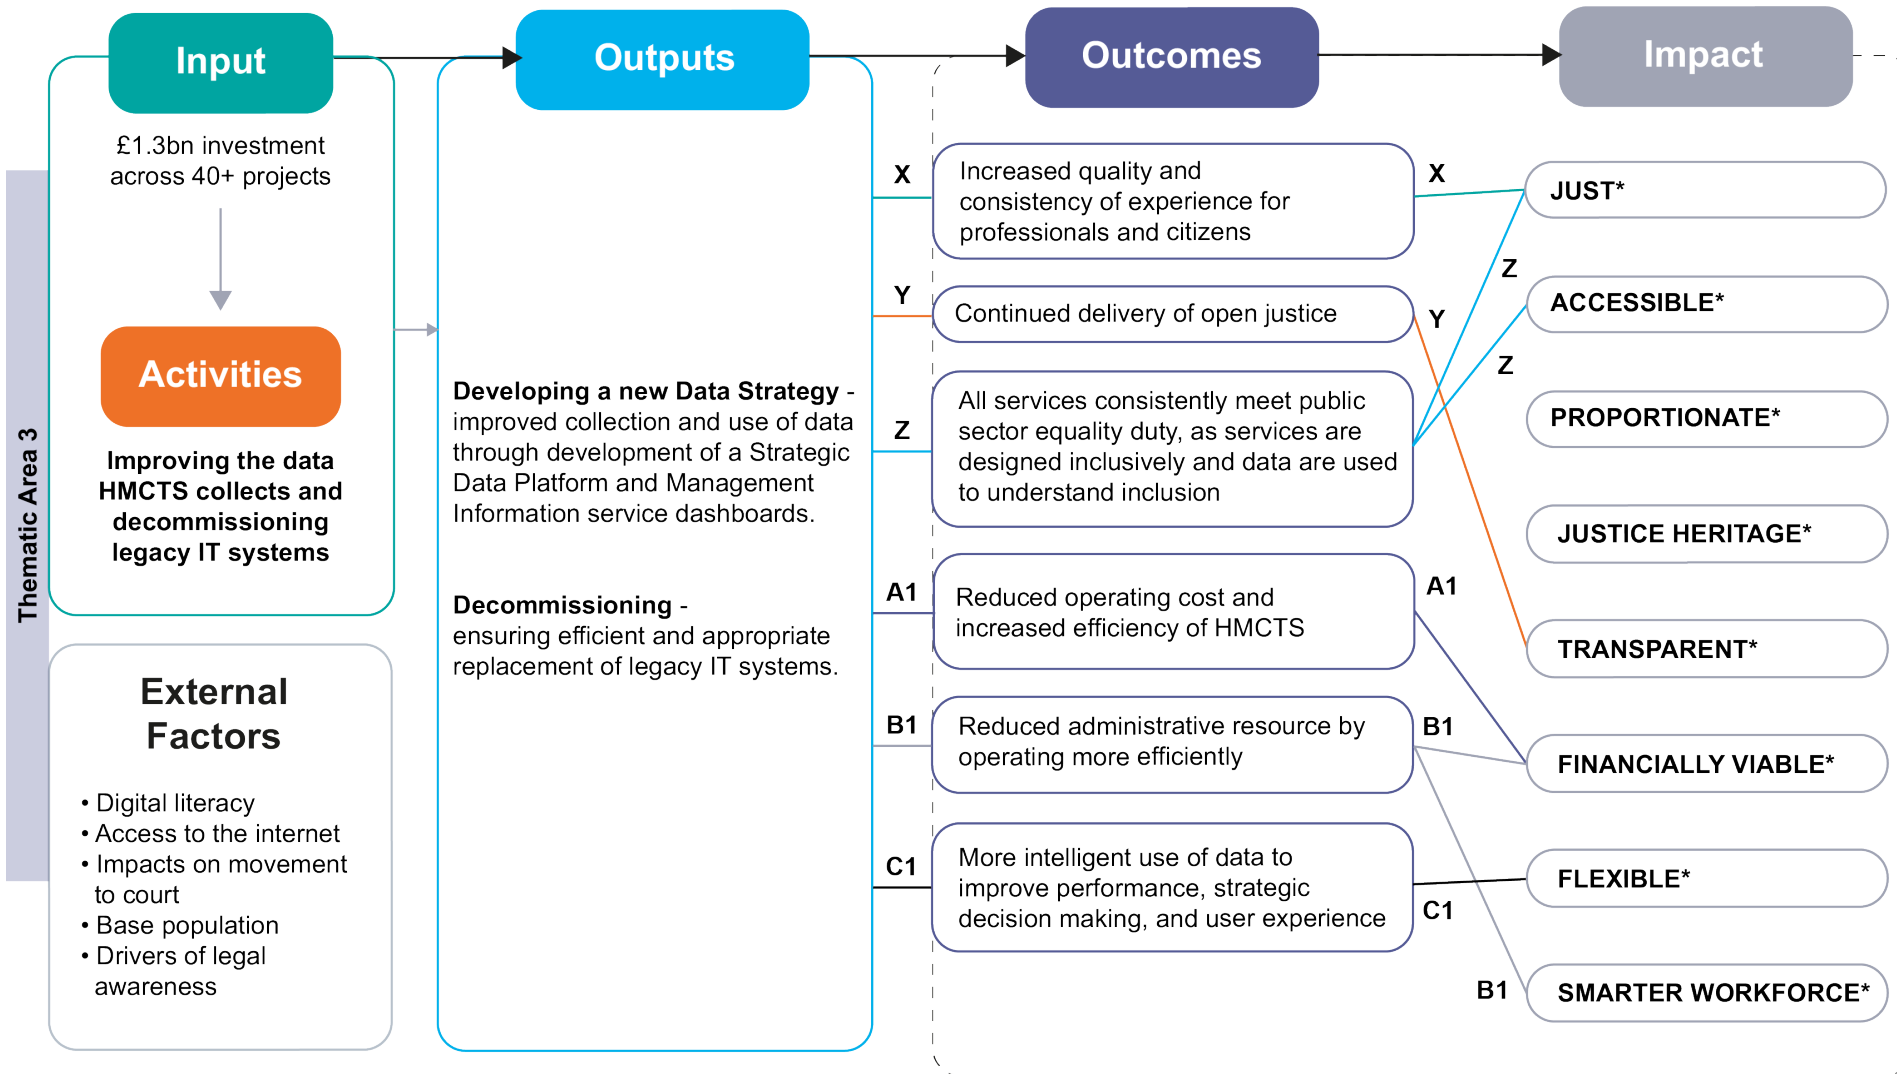 Input
Outputs
Outcomes
Impact
Thematic Area 3
£1.3bn investment
across 40+ projects
Activities
Improving the data
HMCTS collects and
decommissioning
legacy IT systems
External
Factors
• Digital literacy
• Access to the internet
• Impacts on movement
to court
• Base population
• Drivers of legal
awareness
Developing a new Data Strategy -
improved collection and use of data
through development of a Strategic
Data Platform and Management
Information service dashboards.
Decommissioning -
ensuring efficient and appropriate
replacement of legacy IT systems.
X
Increased quality and
consistency of experience for
professionals and citizens
X
Y
Continued delivery of open justice
Y
Z
All services consistently meet public
sector equality duty, as services are
designed inclusively and data are used
to understand inclusion
Z
Z
A1
Reduced operating cost and
increased efficiency of HMCTS
A1
B1
Reduced administrative resource by
operating more efficiently
B1
B1
C1
More intelligent use of data to
improve performance, strategic
decision making, and user experience
C1
JUST*
ACCESSIBLE*
PROPORTIONATE*
JUSTICE HERITAGE*
TRANSPARENT*
FINANCIALLY VIABLE*
FLEXIBLE*
SMARTER WORKFORCE*